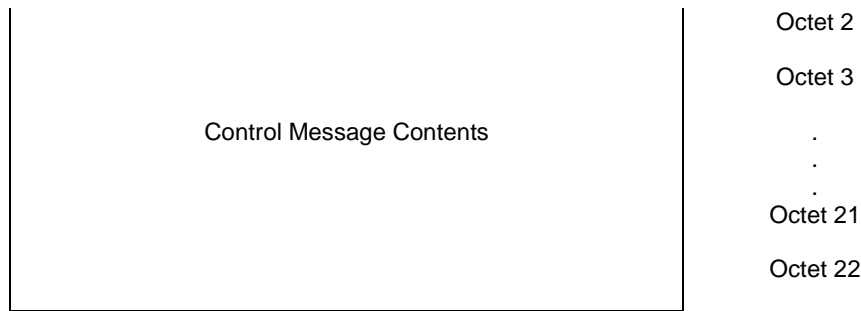 Octet 2
Octet 3
Control Message Contents
.
.
.
Octet 21
Octet 22